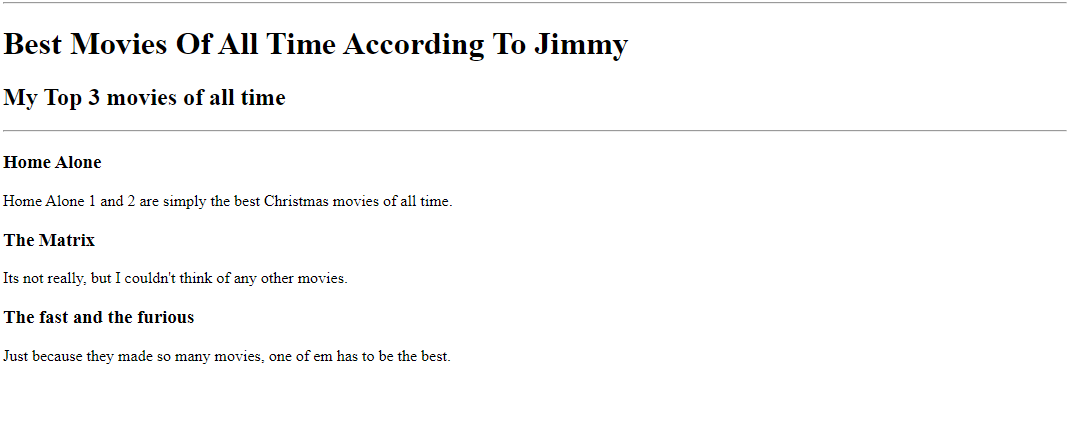 Best Movies Of All Time According To Jimmy
My Top 3 movies of all time
Home Alone
Home Alone 1 and 2 are simply the best Christmas movies of all time.
The Matrix
Its not really, but I couldn't think of any other movies.
The fast and the furious
Just because they made so many movies, one of em has to be the best.